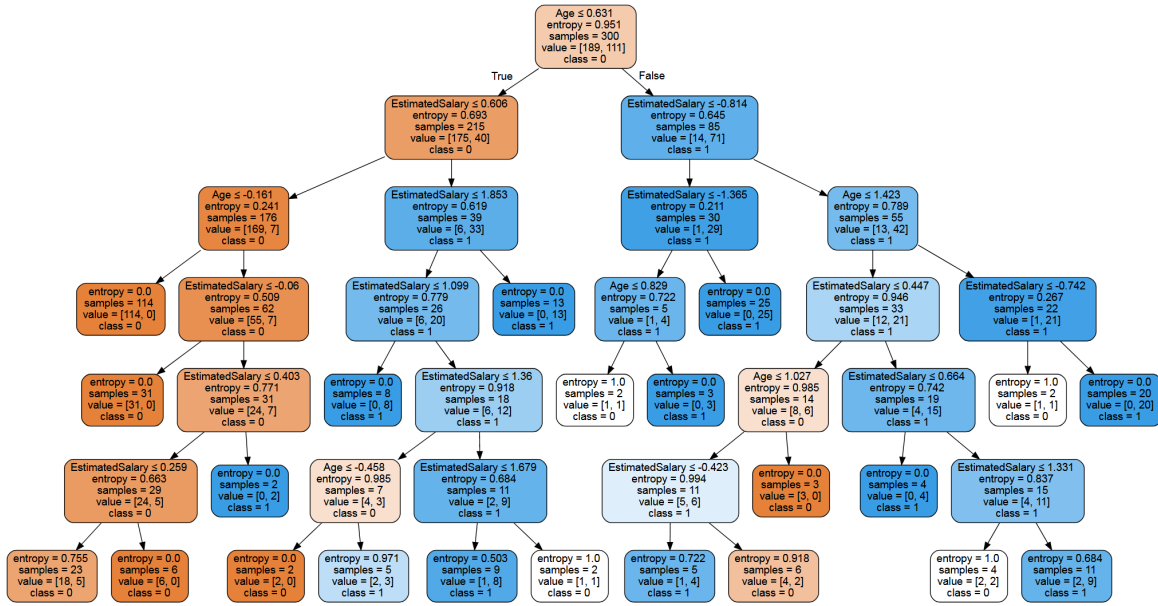 Age ≤ 0.631
entropy = 0.951
samples = 300
value = [189, 111]
class = 0
True
False
EstimatedSalary ≤ 0.606
entropy = 0.693
samples = 215
value = [175, 40]
class = 0
EstimatedSalary ≤ -0.814
entropy = 0.645
samples = 85
value = [14, 71]
class = 1
Age ≤ -0.161
entropy = 0.241
samples = 176
value = [169, 7]
class = 0
EstimatedSalary ≤ 1.853
entropy = 0.619
samples = 39
value = [6, 33]
class = 1
EstimatedSalary ≤ -1.365
entropy = 0.211
samples = 30
value = [1, 29]
class = 1
Age ≤ 1.423
entropy = 0.789
samples = 55
value = [13, 42]
class = 1
entropy = 0.0
samples = 114
value = [114, 0]
class = 0
EstimatedSalary ≤ -0.06
entropy = 0.509
samples = 62
value = [55, 7]
class = 0
EstimatedSalary ≤ 1.099
entropy = 0.779
samples = 26
value = [6, 20]
class = 1
entropy = 0.0
samples = 13
value = [0, 13]
class = 1
Age ≤ 0.829
entropy = 0.722
samples = 5
value = [1, 4]
class = 1
entropy = 0.0
samples = 25
value = [0, 25]
class = 1
EstimatedSalary ≤ 0.447
entropy = 0.946
samples = 33
value = [12, 21]
class = 1
EstimatedSalary ≤ -0.742
entropy = 0.267
samples = 22
value = [1, 21]
class = 1
entropy = 0.0
samples = 31
value = [31, 0]
class = 0
EstimatedSalary ≤ 0.403
entropy = 0.771
samples = 31
value = [24, 7]
class = 0
entropy = 0.0
samples = 8
value = [0, 8]
class = 1
EstimatedSalary ≤ 1.36
entropy = 0.918
samples = 18
value = [6, 12]
class = 1
entropy = 1.0
samples = 2
value = [1, 1]
class = 0
entropy = 0.0
samples = 3
value = [0, 3]
class = 1
Age ≤ 1.027
entropy = 0.985
samples = 14
value = [8, 6]
class = 0
EstimatedSalary ≤ 0.664
entropy = 0.742
samples = 19
value = [4, 15]
class = 1
entropy = 1.0
samples = 2
value = [1, 1]
class = 0
entropy = 0.0
samples = 20
value = [0, 20]
class = 1
EstimatedSalary ≤ 0.259
entropy = 0.663
samples = 29
value = [24, 5]
class = 0
entropy = 0.0
samples = 2
value = [0, 2]
class = 1
Age ≤ -0.458
entropy = 0.985
samples = 7
value = [4, 3]
class = 0
EstimatedSalary ≤ 1.679
entropy = 0.684
samples = 11
value = [2, 9]
class = 1
EstimatedSalary ≤ -0.423
entropy = 0.994
samples = 11
value = [5, 6]
class = 1
entropy = 0.0
samples = 3
value = [3, 0]
class = 0
entropy = 0.0
samples = 4
value = [0, 4]
class = 1
EstimatedSalary ≤ 1.331
entropy = 0.837
samples = 15
value = [4, 11]
class = 1
entropy = 0.755
samples = 23
value = [18, 5]
class = 0
entropy = 0.0
samples = 6
value = [6, 0]
class = 0
entropy = 0.0
samples = 2
value = [2, 0]
class = 0
entropy = 0.971
samples = 5
value = [2, 3]
class = 1
entropy = 0.503
samples = 9
value = [1, 8]
class = 1
entropy = 1.0
samples = 2
value = [1, 1]
class = 0
entropy = 0.722
samples = 5
value = [1, 4]
class = 1
entropy = 0.918
samples = 6
value = [4, 2]
class = 0
entropy = 1.0
samples = 4
value = [2, 2]
class = 0
entropy = 0.684
samples = 11
value = [2, 9]
class = 1